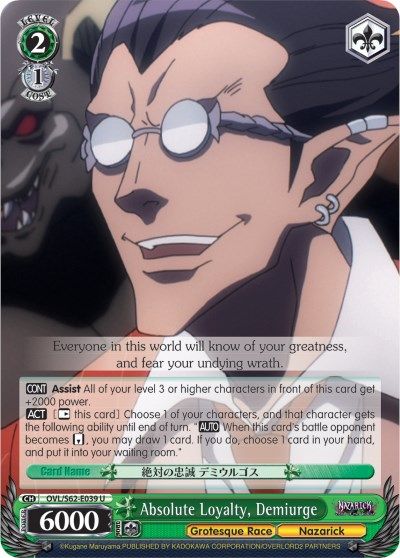 LEVEL
2
1
COST
Everyone in this world will know of your greatness,
and fear your undying wrath.
CONT Assist All of your level 3 or higher characters in front of this card get
+2000 power.
ACT [ this card] Choose 1 of your characters, and that character gets
the following ability until end of turn. "AUTO When this card's battle opponent
becomes , you may draw 1 card. If you do, choose 1 card in your hand,
and put it into your waiting room."
Card Name 絶対の忠誠 デミウルゴス
CH OVL/S62-E039 U
POWER 6000
Absolute Loyalty, Demiurge
NAZARICK
Grotesque Race Nazarick
©Kugane Maruyama,PUBLISHED BY KADOKAWA CORPORATION/OVERLORD2 PARTNERS